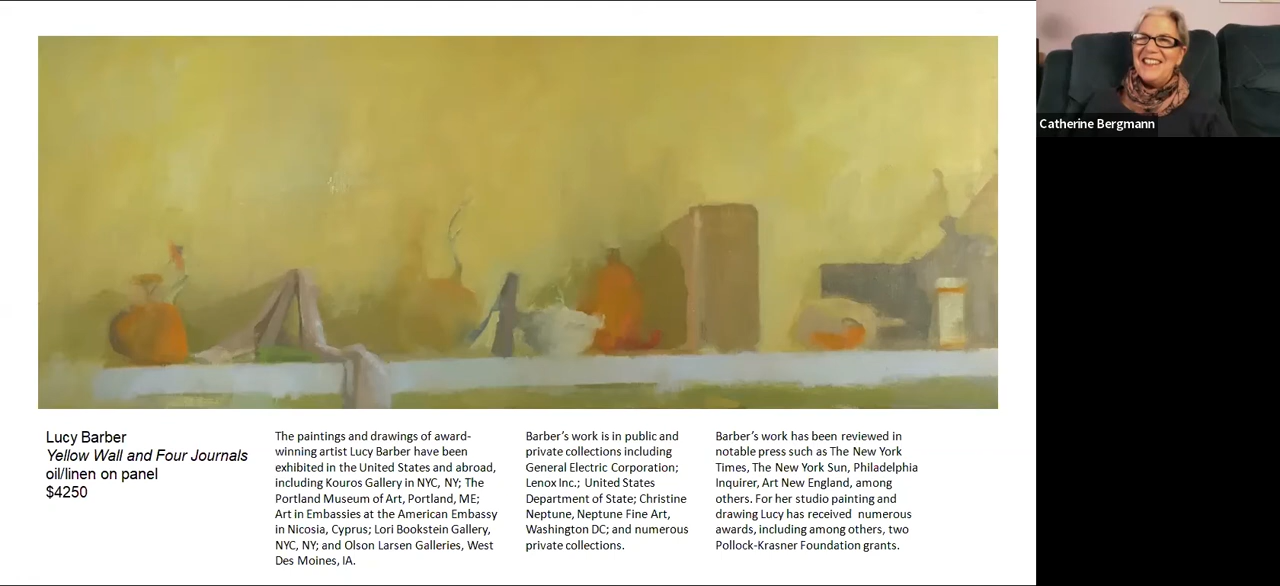 Catherine Bergmann
Lucy Barber
Yellow Wall and Four Journals
oil/linen on panel
$4250
The paintings and drawings of award-
winning artist Lucy Barber have been
exhibited in the United States and abroad,
including Kouros Gallery in NYC, NY; The
Portland Museum of Art, Portland, ME;
Art in Embassies at the American Embassy
in Nicosia, Cyprus; Lori Bookstein Gallery,
NYC, NY; and Olson Larsen Galleries, West
Des Moines, IA.
Barber’s work is in public and
private collections including
General Electric Corporation;
Lenox Inc.; United States
Department of State; Christine
Neptune, Neptune Fine Art,
Washington DC; and numerous
private collections.
Barber’s work has been reviewed in
notable press such as The New York
Times, The New York Sun, Philadelphia
Inquirer, Art New England, among
others. For her studio painting and
drawing Lucy has received numerous
awards, including among others, two
Pollock-Krasner Foundation grants.